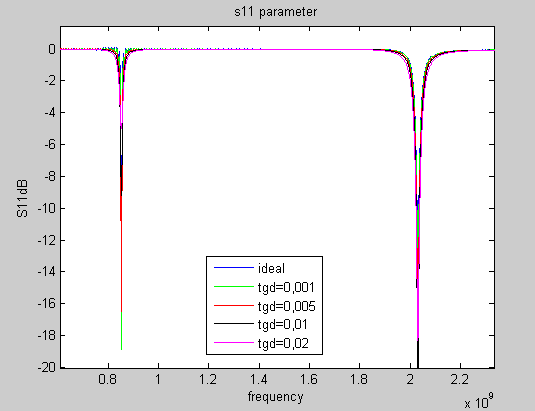 s11 parameter
0
-2
-4
-6
-8
-10
-12
-14
-16
-18
-20
S11dB
ideal
tgd=0,001
tgd=0,005
tgd=0,01
tgd=0,02
0.8 1 1.2 1.4 1.6 1.8 2 2.2
frequency
x 10^9